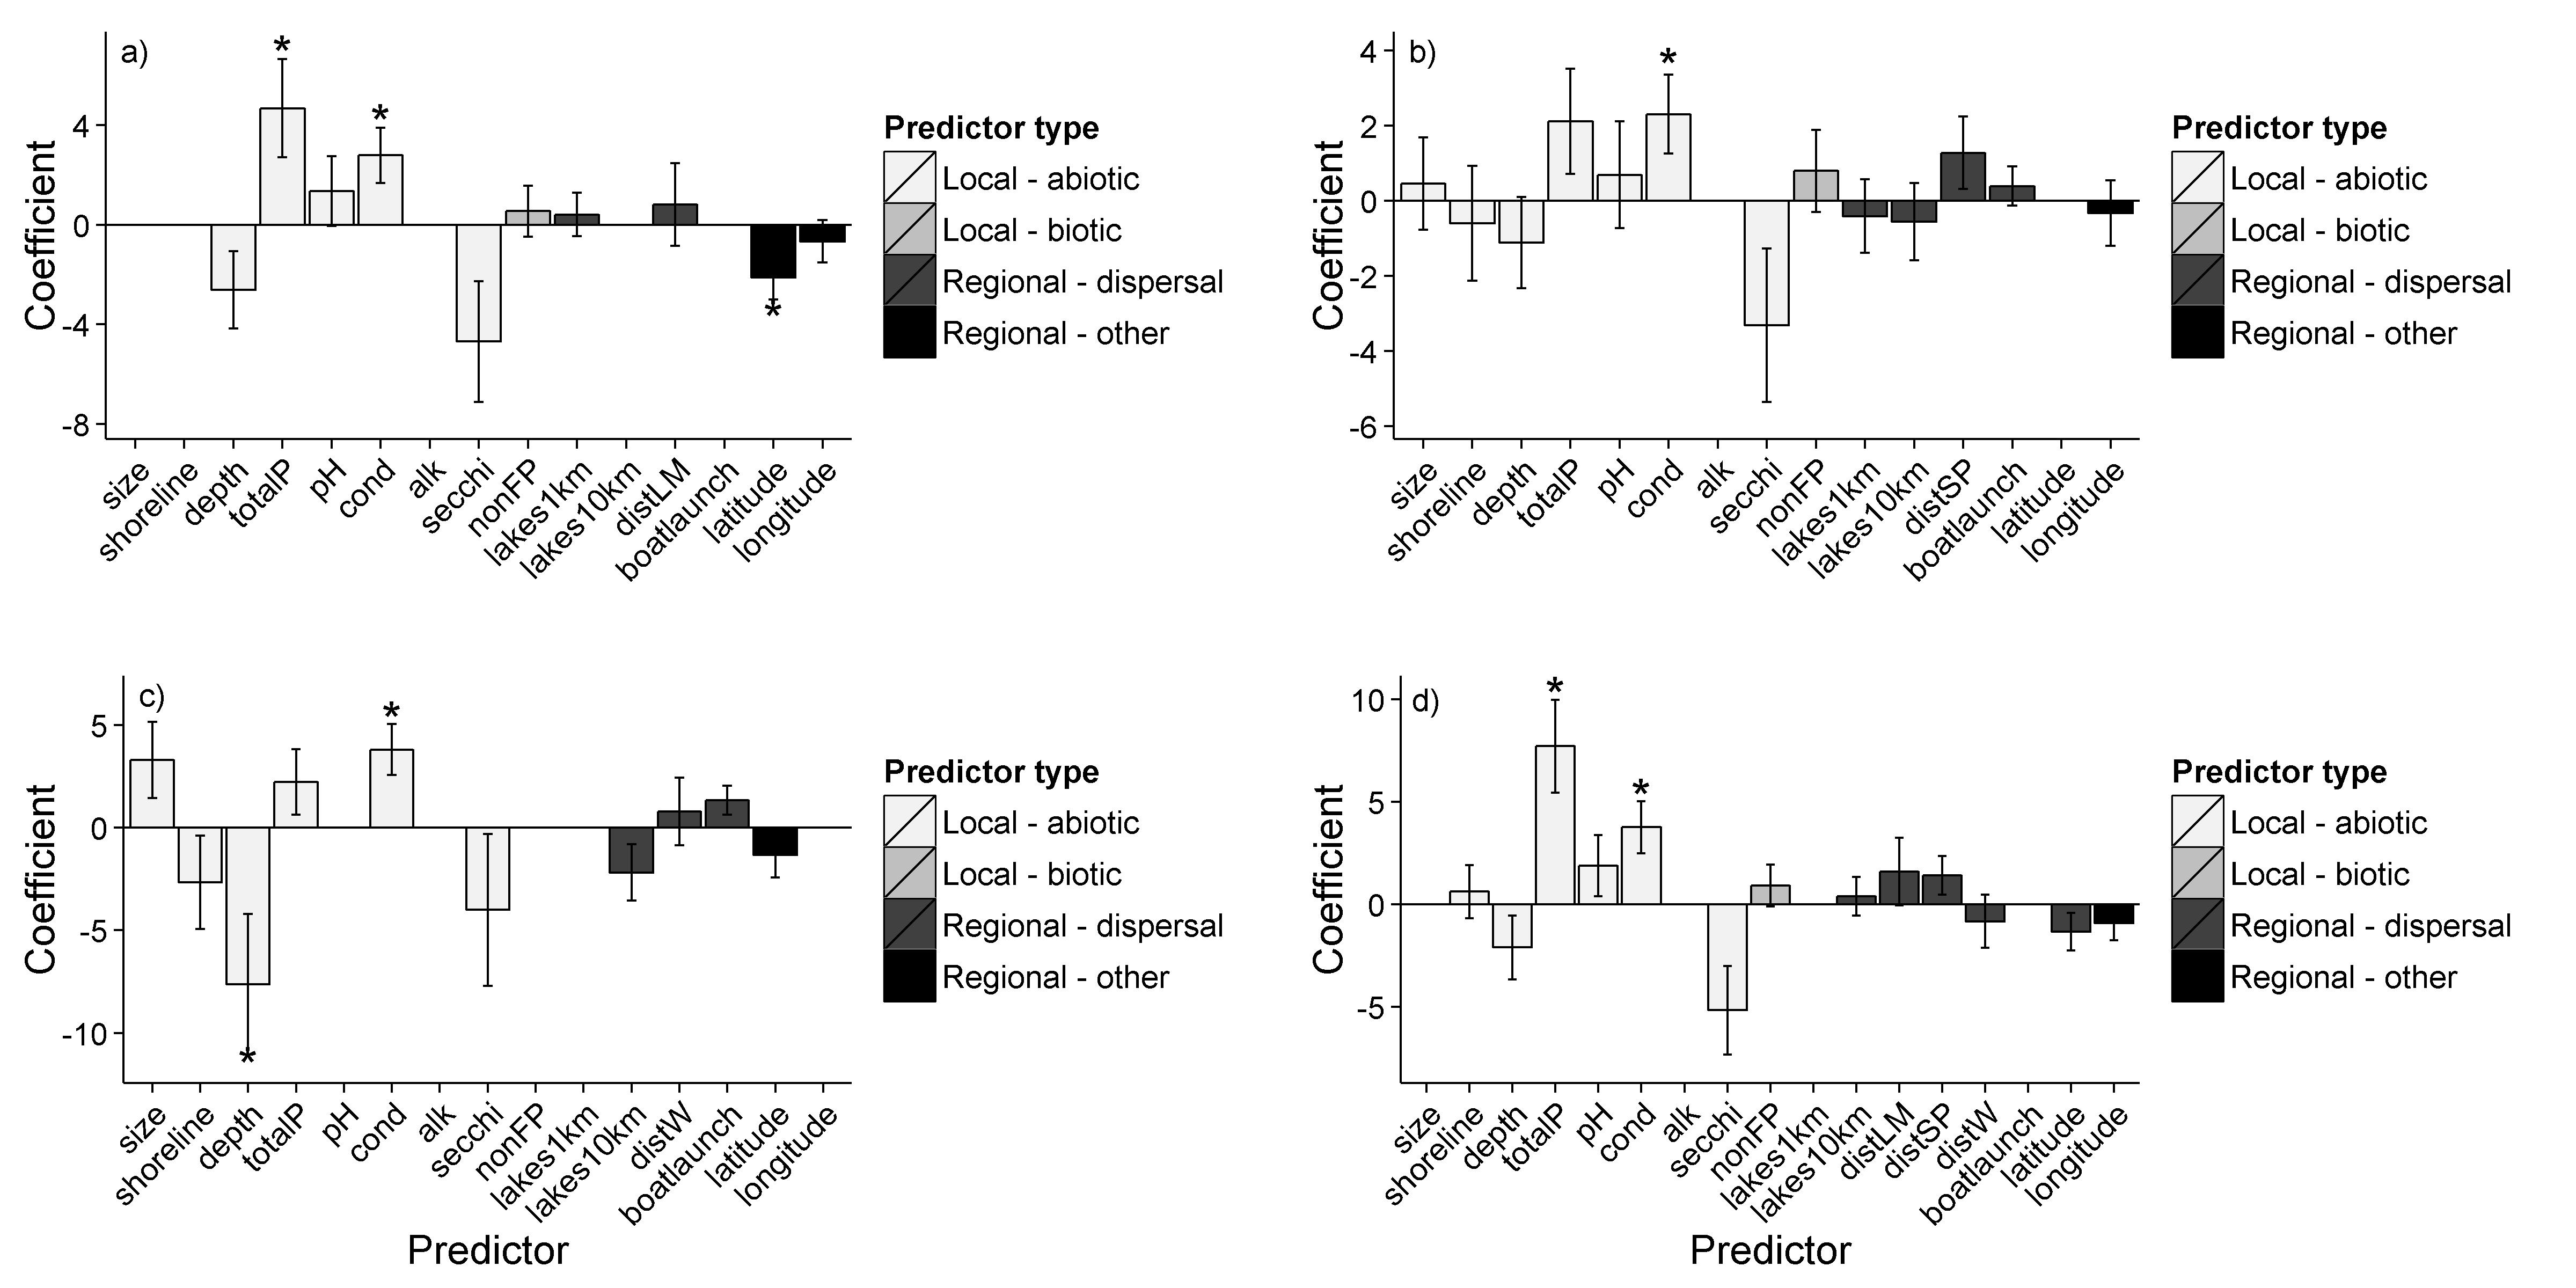 a)
*
*
*
4
0
-4
-8
Coefficient
size
shoreline
depth
totalP
pH
cond
alk
secchi
nonFP
lakes1km
lakes10km
distLM
boatlaunch
latitude
longitude
Predictor type
Local - abiotic
Local - biotic
Regional - dispersal
Regional - other
b)
*
4
2
0
-2
-4
-6
Coefficient
size
shoreline
depth
totalP
pH
cond
alk
secchi
nonFP
lakes1km
lakes10km
distSP
boatlaunch
latitude
longitude
Predictor type
Local - abiotic
Local - biotic
Regional - dispersal
Regional - other
c)
*
*
5
0
-5
-10
Coefficient
size
shoreline
depth
totalP
pH
cond
alk
secchi
nonFP
lakes1km
lakes10km
distW
boatlaunch
latitude
longitude
Predictor
Predictor type
Local - abiotic
Local - biotic
Regional - dispersal
Regional - other
d)
*
*
10
5
0
-5
Coefficient
size
shoreline
depth
totalP
pH
cond
alk
secchi
nonFP
lakes1km
lakes10km
distLM
distSP
distW
boatlaunch
latitude
longitude
Predictor
Predictor type
Local - abiotic
Local - biotic
Regional - dispersal
Regional - other